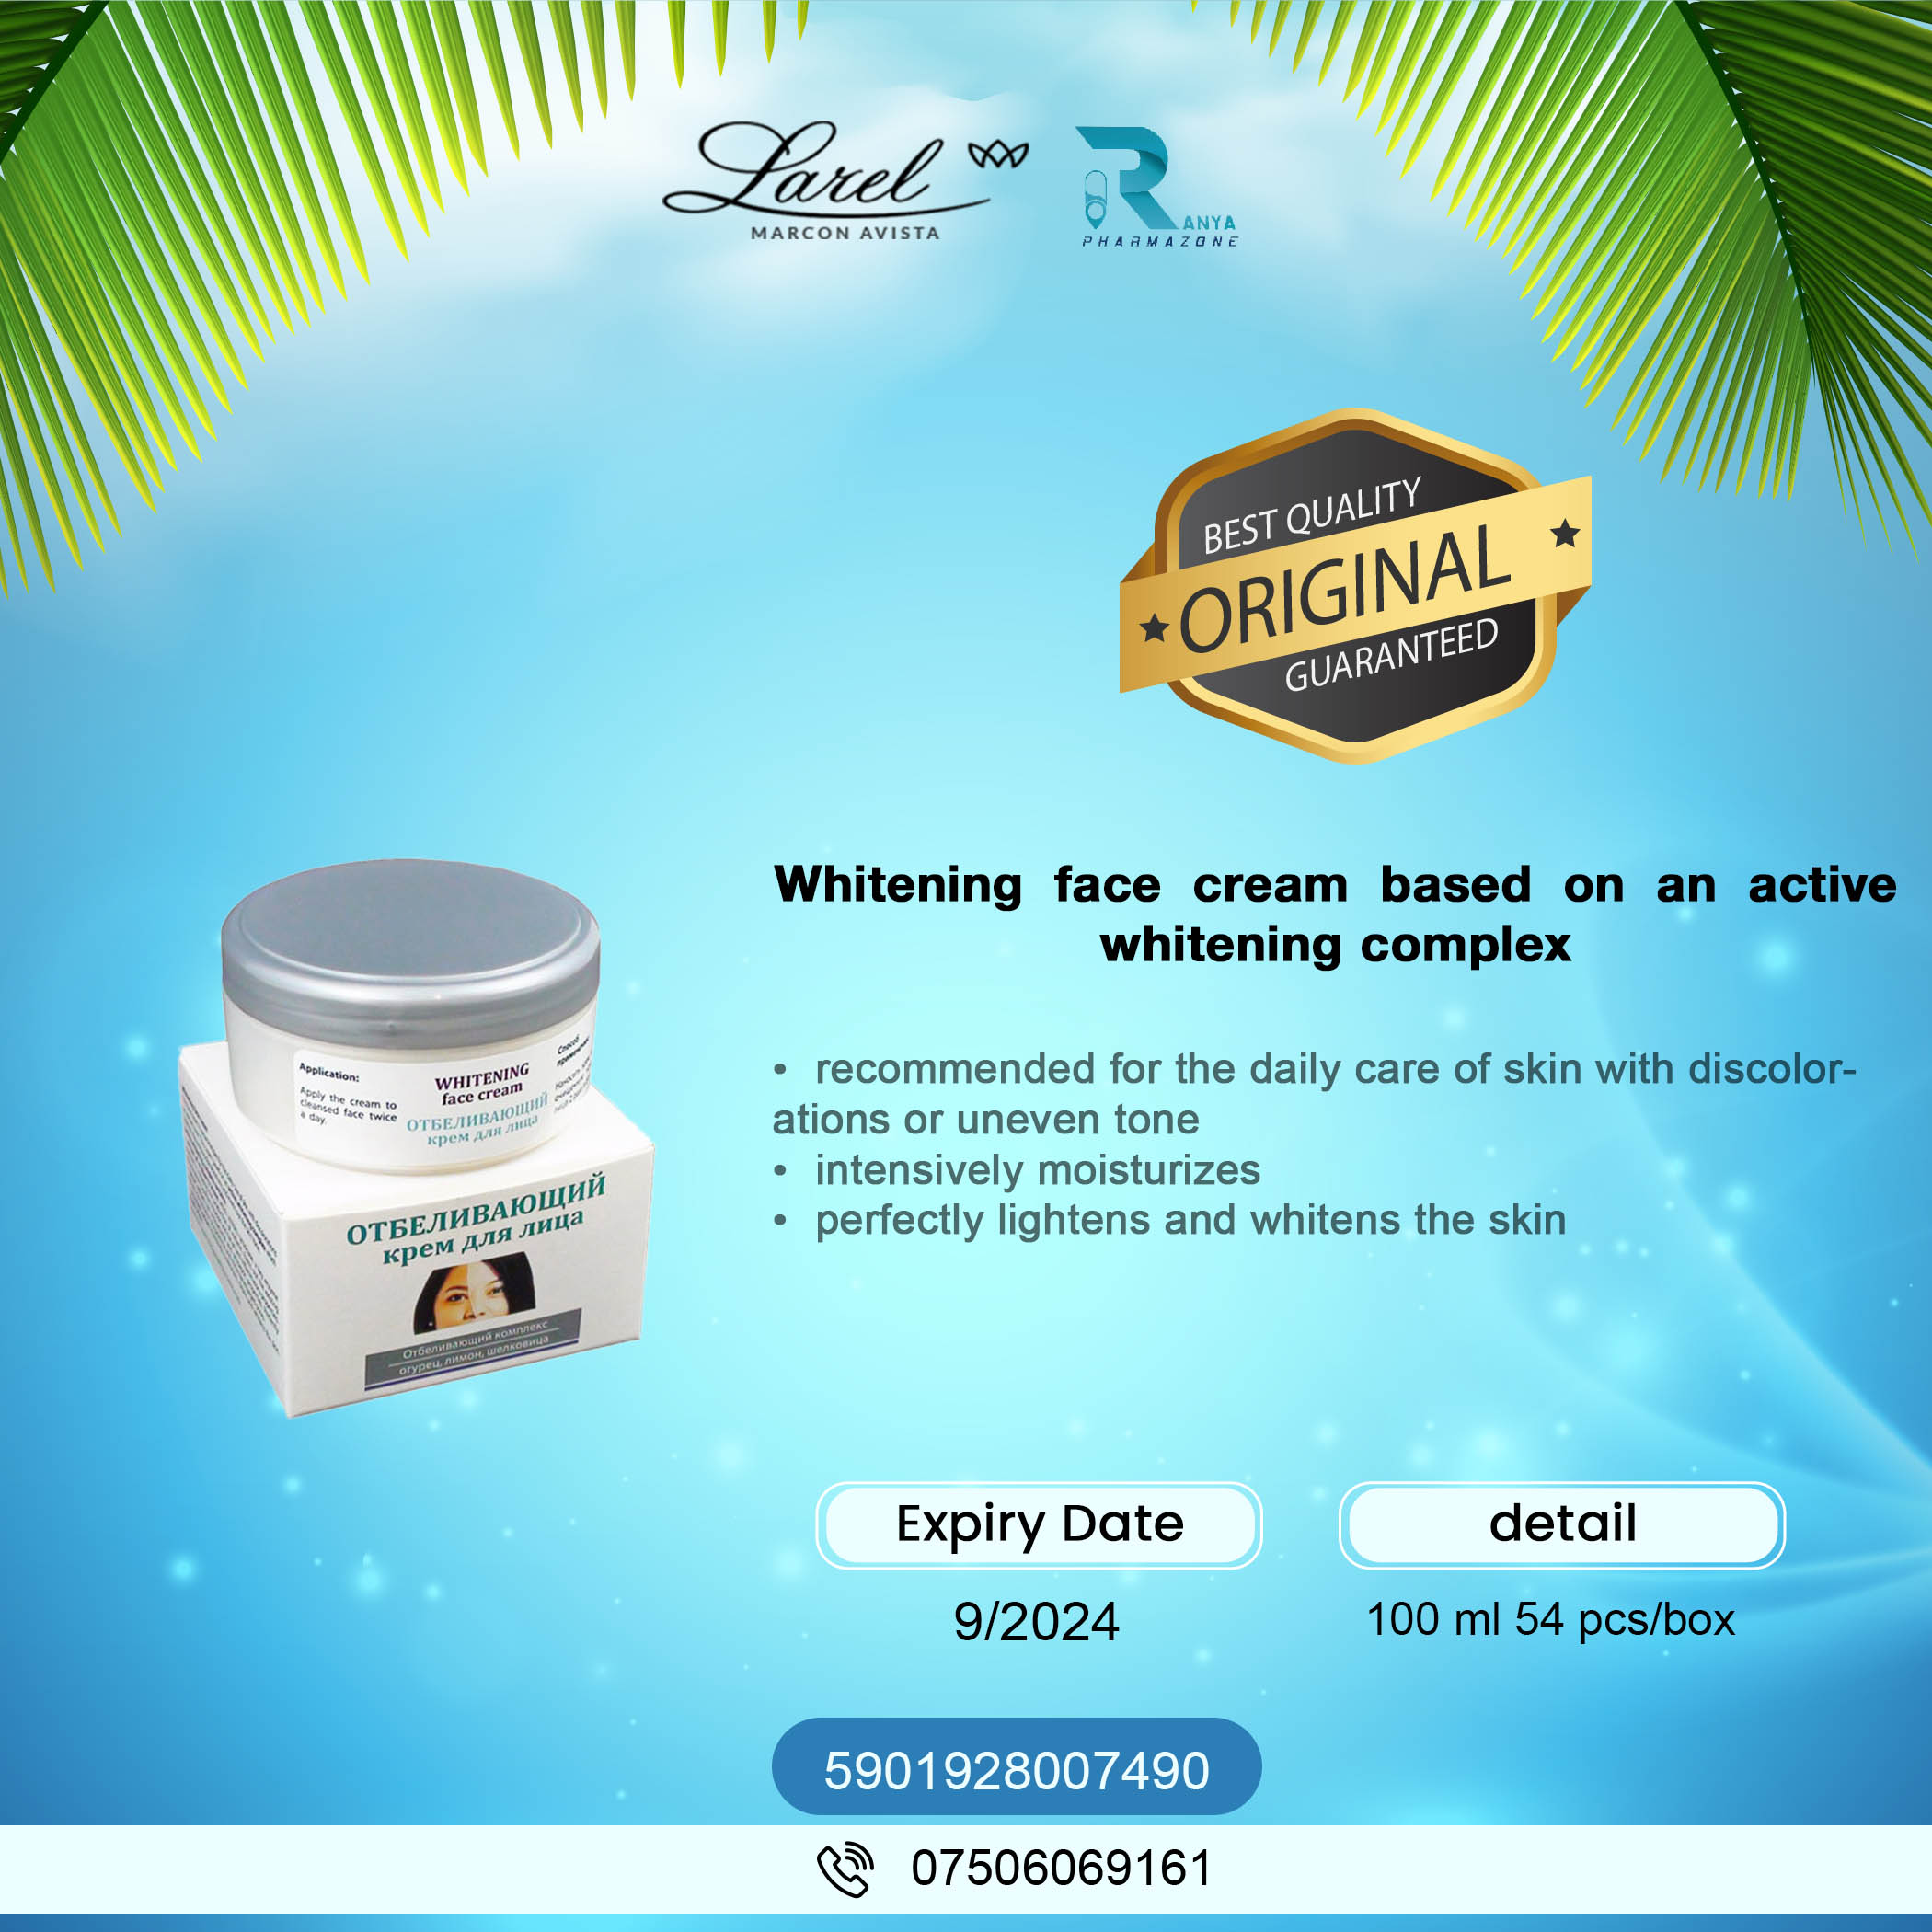 Larel
MARCON AVISTA
RANYA
PHARMAZONE
BEST QUALITY
ORIGINAL
GUARANTEED
Whitening face cream based on an active
whitening complex
• recommended for the daily care of skin with discolor-
ations or uneven tone
• intensively moisturizes
• perfectly lightens and whitens the skin
Application:
Apply the cream to
cleansed face twice
a day.
WHITENING
face cream
ОТБЕЛИВАЮЩИЙ
крем для лица
Способ
применения
ОТБЕЛИВАЮЩИЙ
крем для лица
Отбеливающий комплекс
огурец, лимон, шелковица
Expiry Date
9/2024
detail
100 ml 54 pcs/box
5901928007490
07506069161